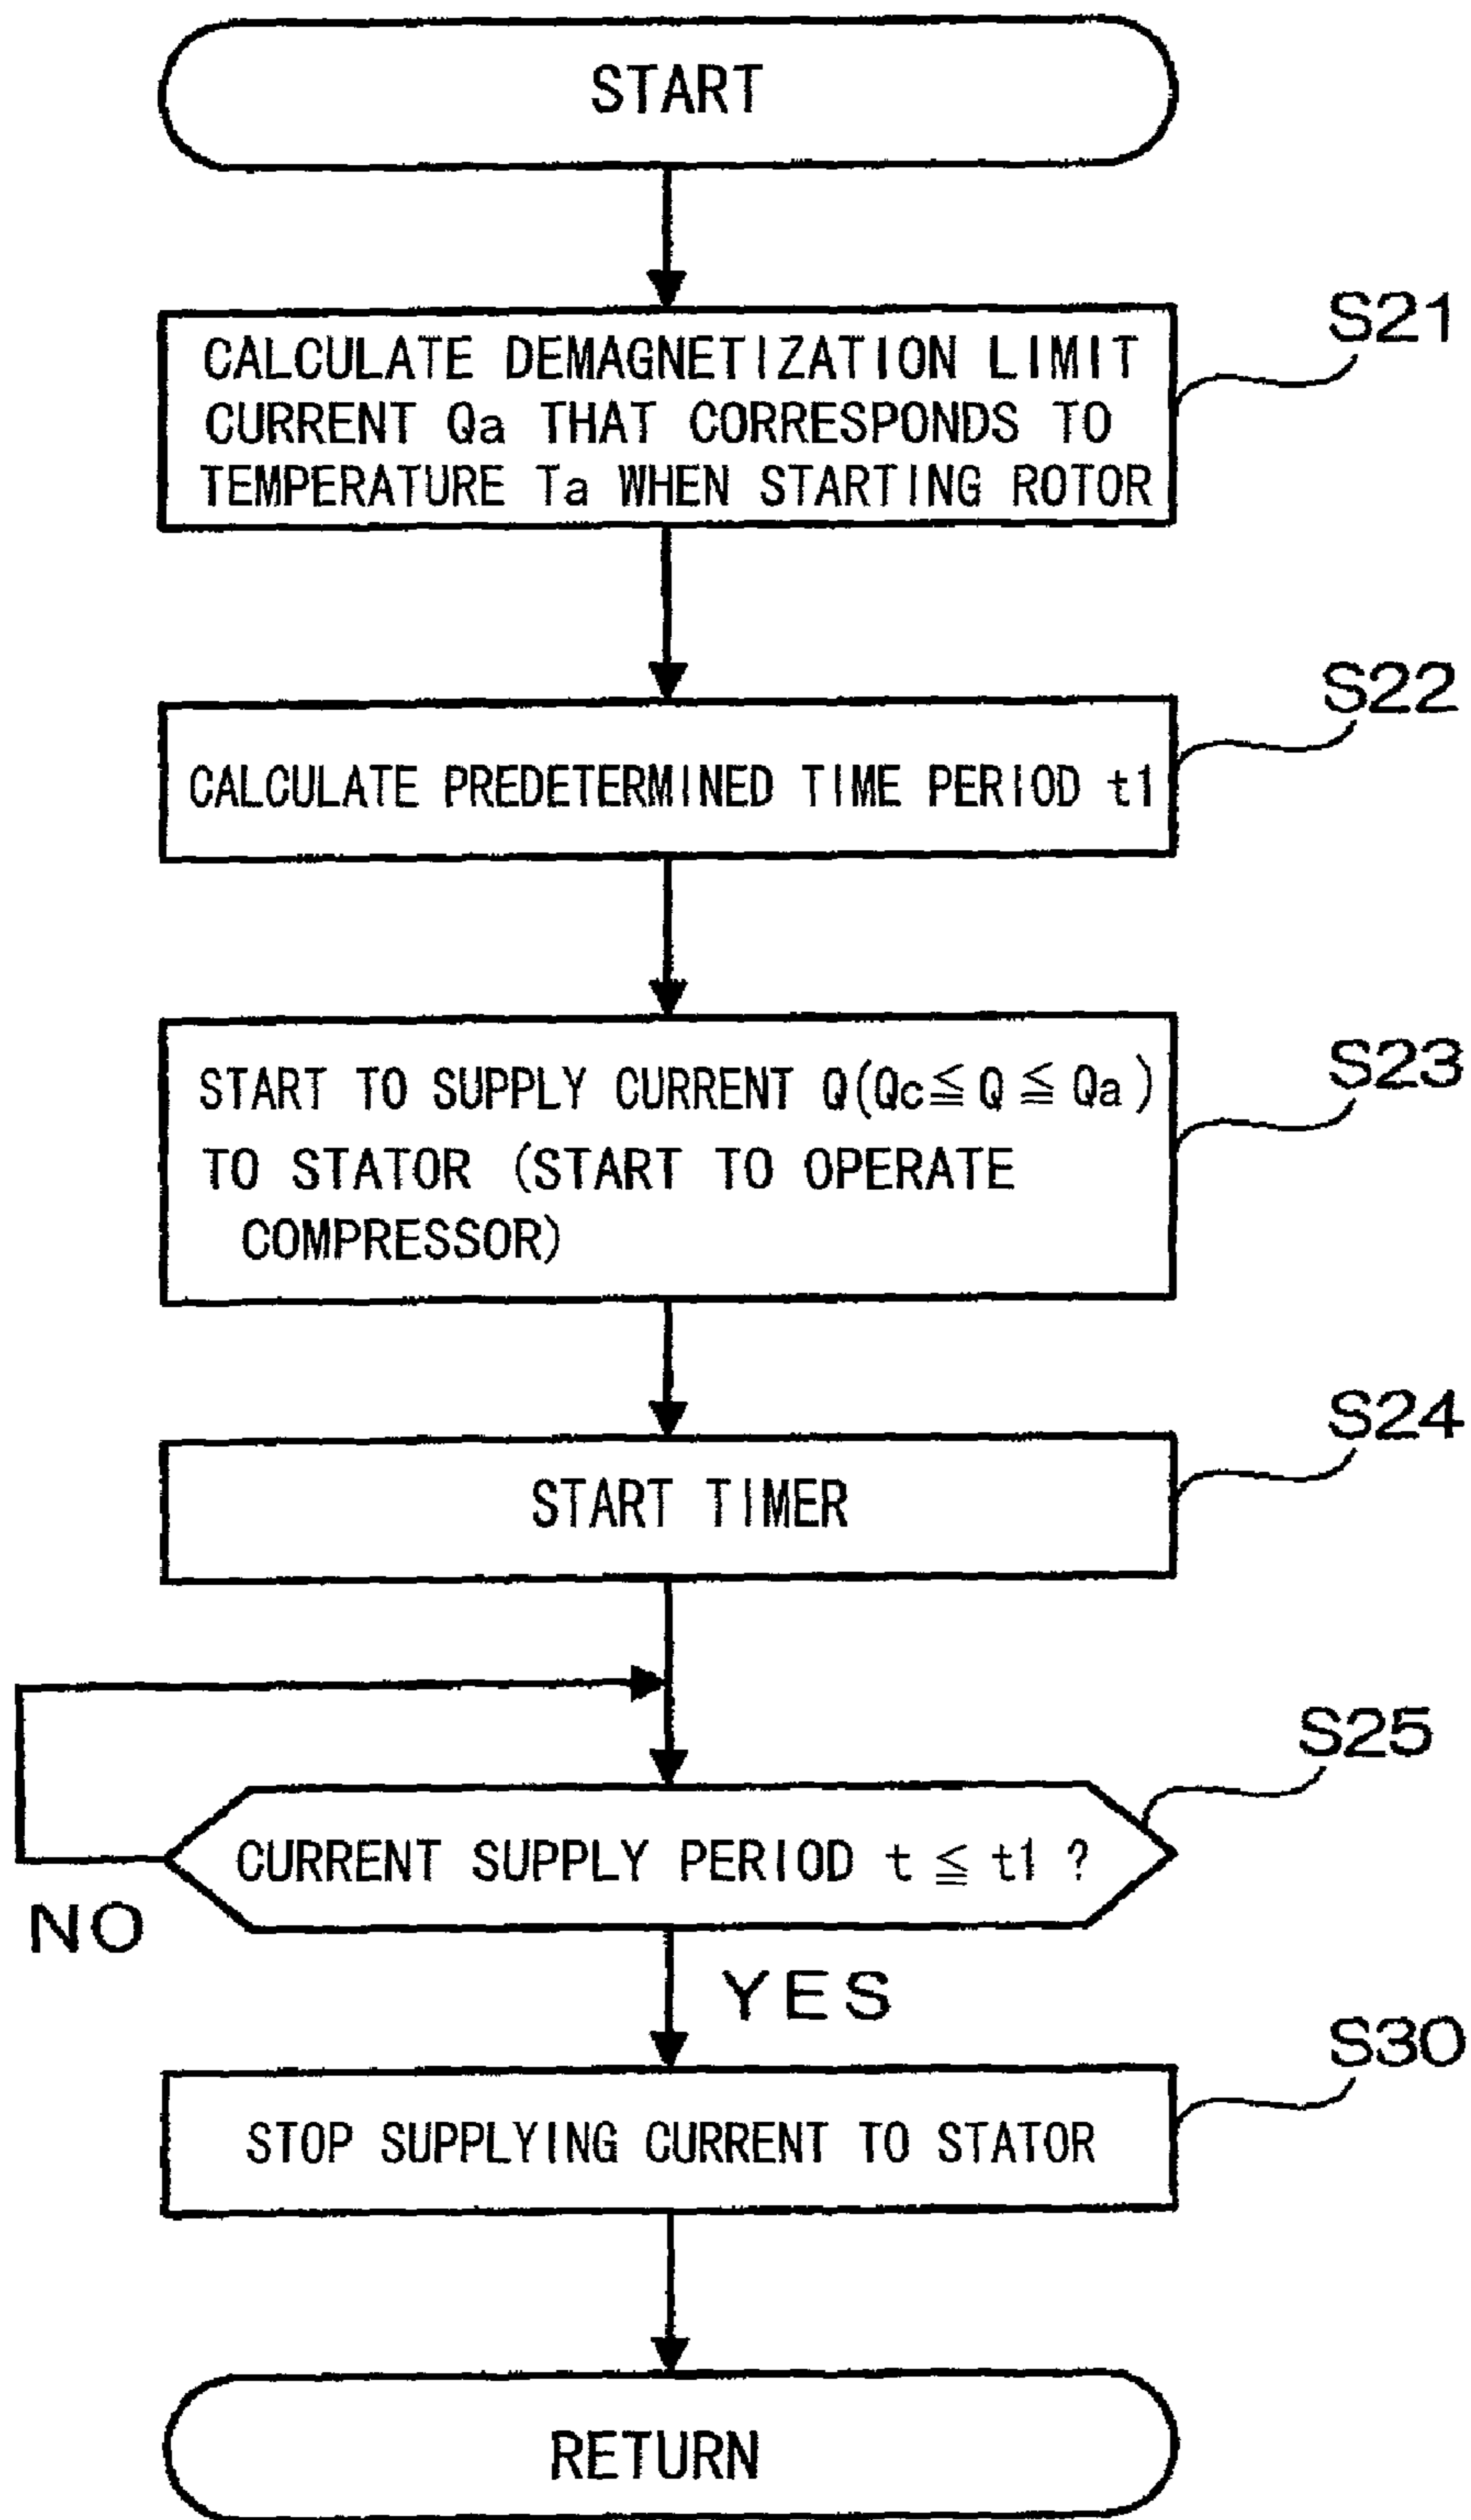 START
S21
CALCULATE DEMAGNETIZATION LIMIT
CURRENT Qa THAT CORRESPONDS TO
TEMPERATURE Ta WHEN STARTING ROTOR
S22
CALCULATE PREDETERMINED TIME PERIOD t1
S23
START TO SUPPLY CURRENT Q(Qc≦Q≦Qa)
TO STATOR (START TO OPERATE
COMPRESSOR)
S24
START TIMER
S25
CURRENT SUPPLY PERIOD t≦t1?
NO
YES
S30
STOP SUPPLYING CURRENT TO STATOR
RETURN